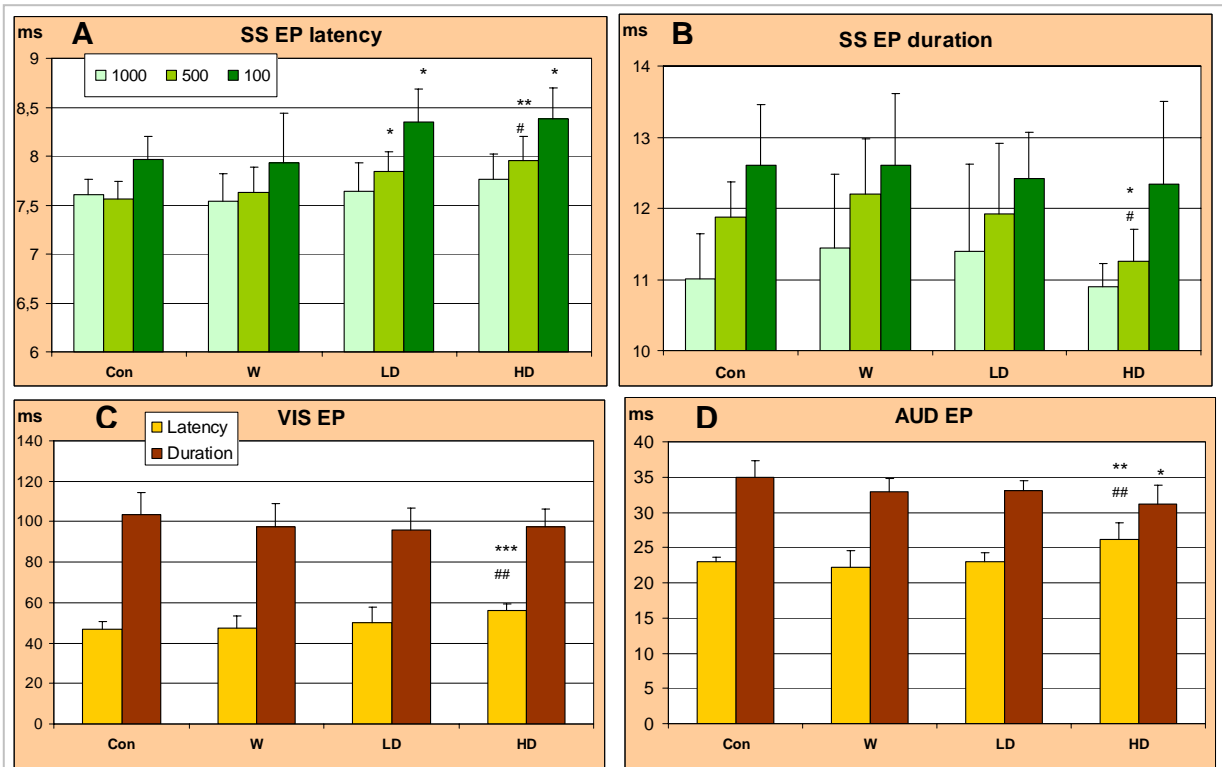 ms A SS EP latency
1000 500 100
9
8,5
8
7,5
7
6,5
6
* * * ** #
Con W LD HD
ms B SS EP duration
14
13
12
11
10
* #
Con W LD HD
ms C VIS EP
Latency
Duration
140
120
100
80
60
40
20
0
***
##
Con W LD HD
ms D AUD EP
40
35
30
25
20
15
10
5
0
** *
##
Con W LD HD